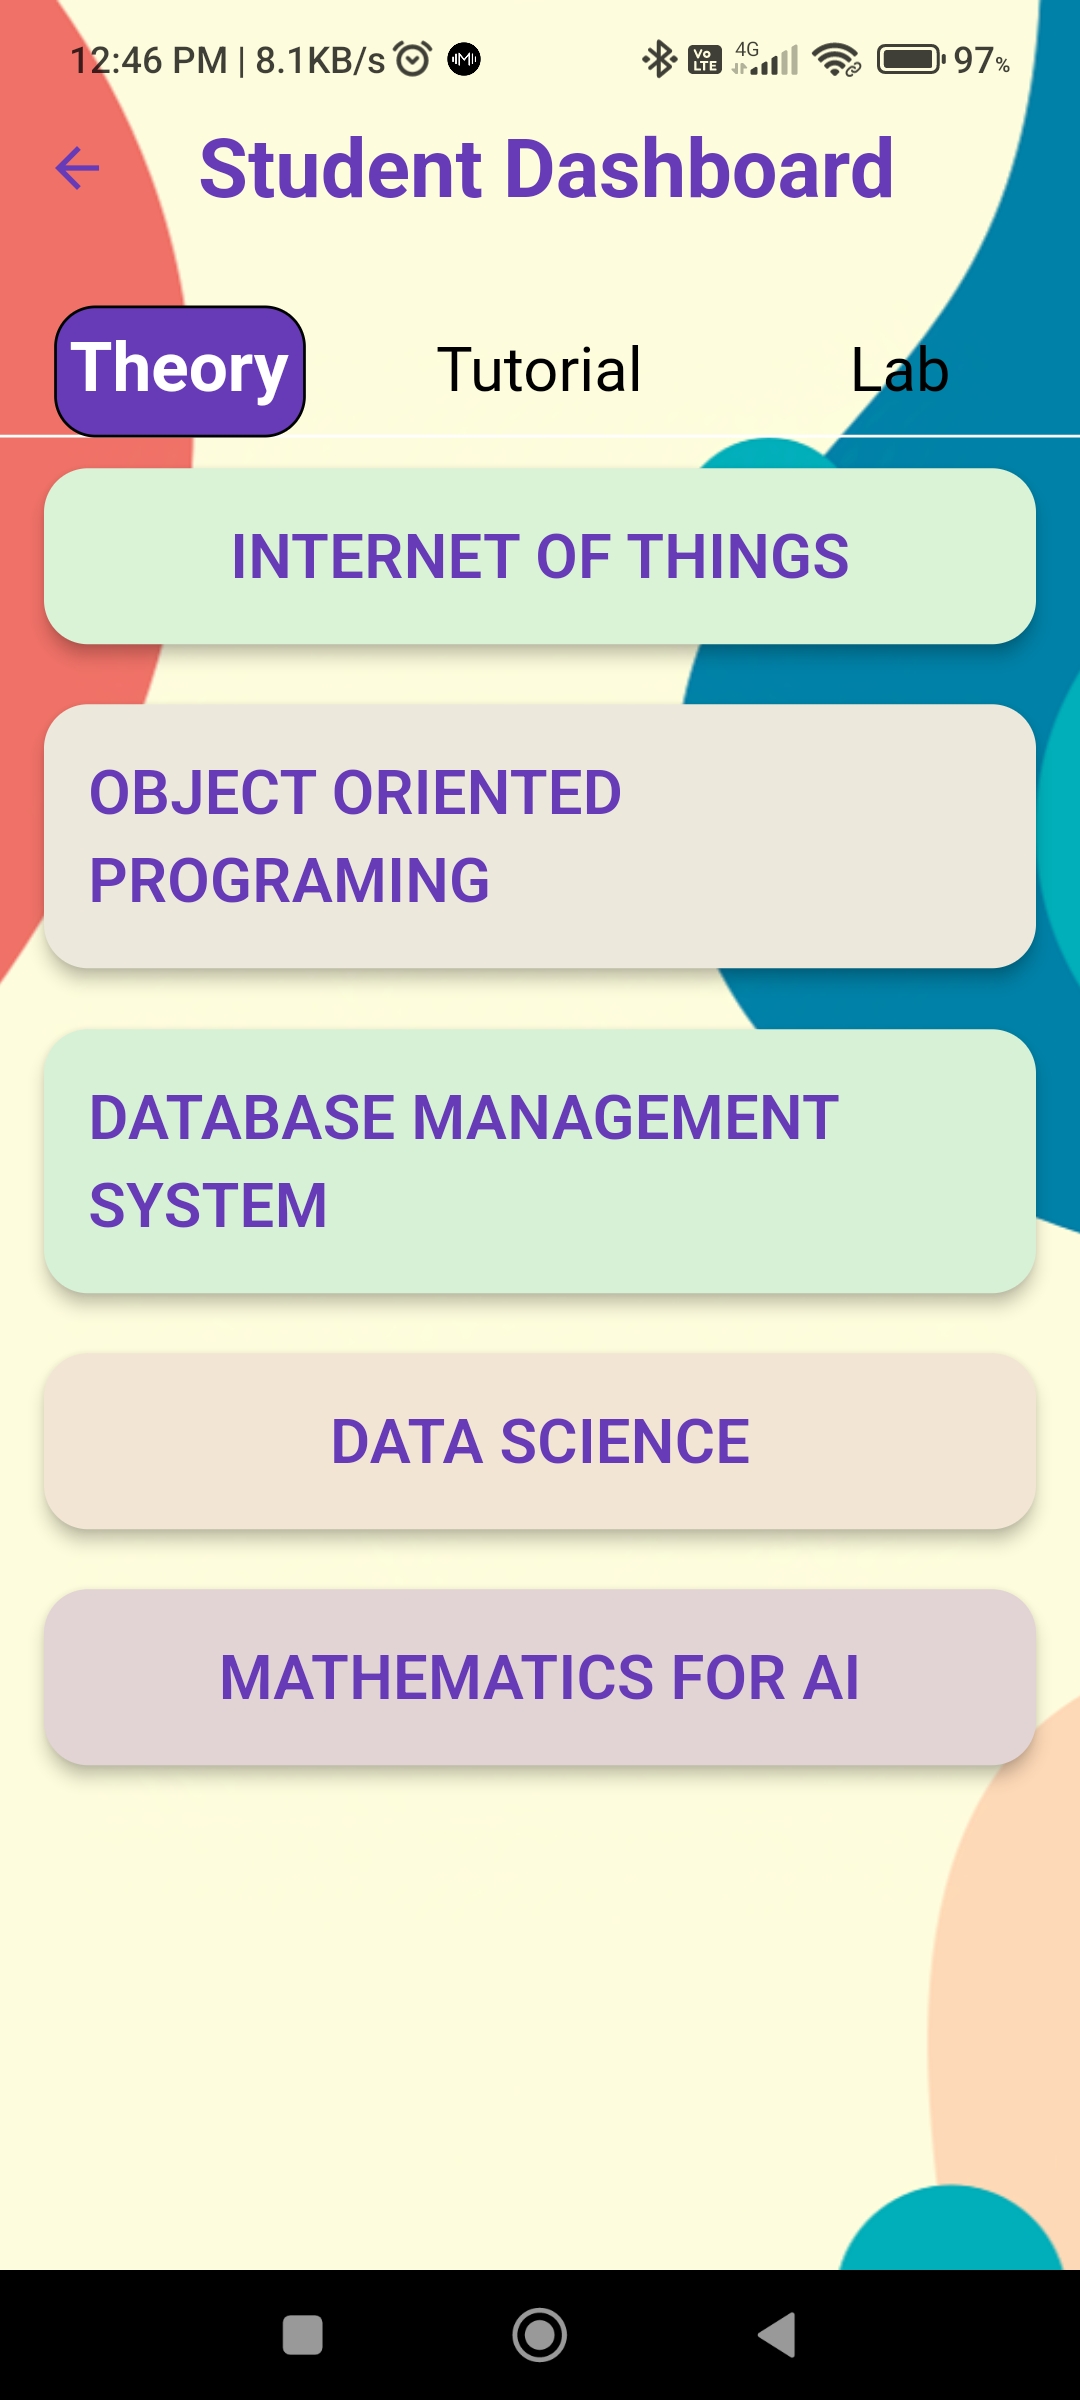 12:46 PM | 8.1KB/s M Vo LTE 4G 97%
Student Dashboard
Theory Tutorial Lab
INTERNET OF THINGS
OBJECT ORIENTED
PROGRAMING
DATABASE MANAGEMENT
SYSTEM
DATA SCIENCE
MATHEMATICS FOR AI